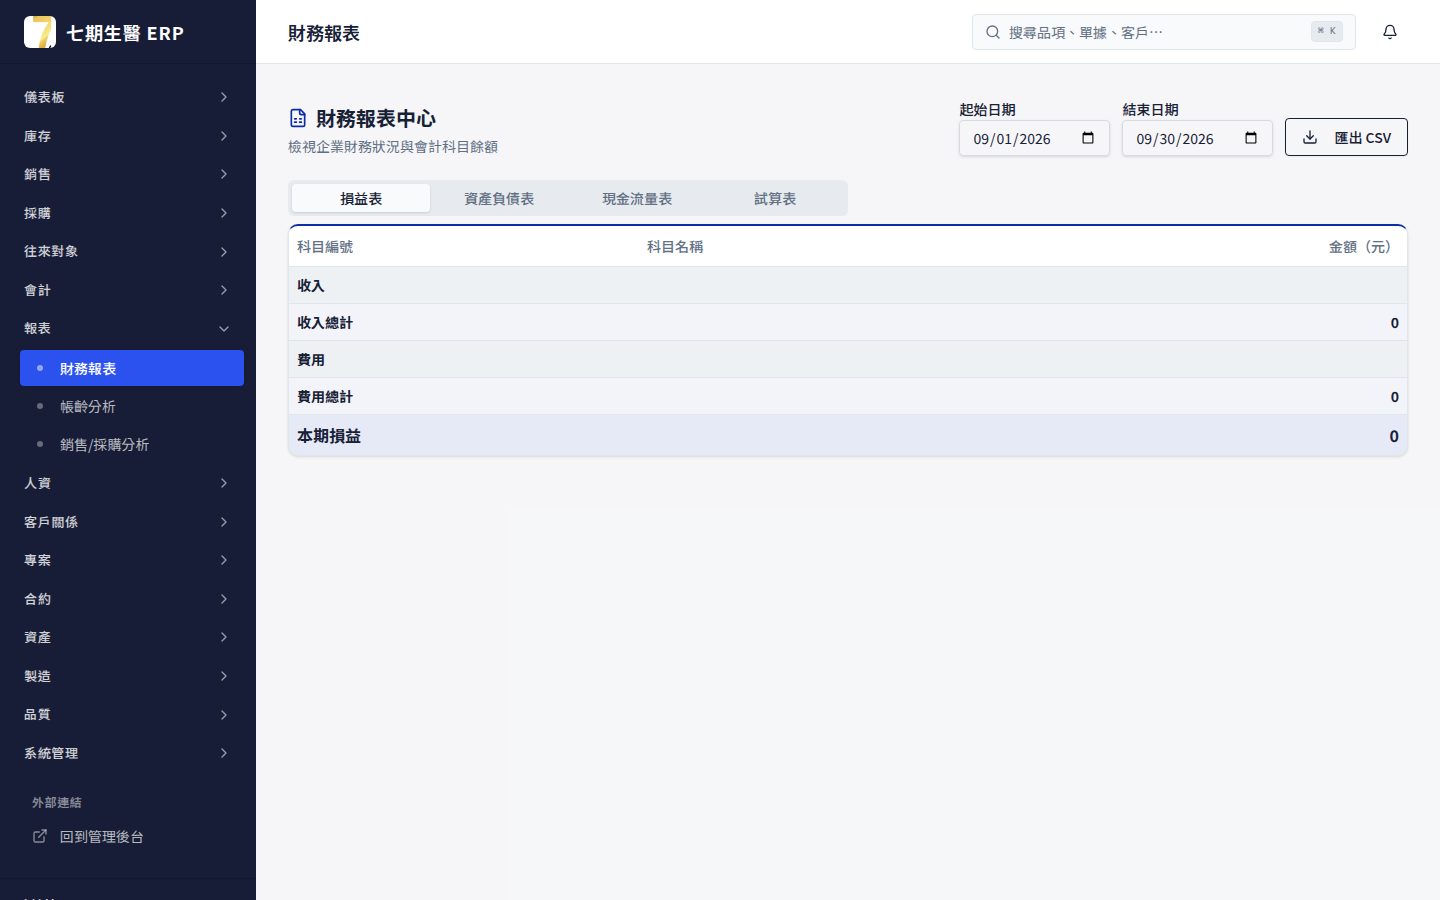 七期生醫 ERP
儀表板
庫存
銷售
採購
往來對象
會計
報表
財務報表
帳齡分析
銷售/採購分析
人資
客戶關係
專案
合約
資產
製造
品質
系統管理
外部連結
回到管理後台
財務報表
搜尋品項、單據、客戶…
⌘ K
財務報表中心
檢視企業財務狀況與會計科目餘額
起始日期
09/01/2026
結束日期
09/30/2026
匯出 CSV
損益表 資產負債表 現金流量表 試算表
科目編號 科目名稱 金額（元）
收入
收入總計 0
費用
費用總計 0
本期損益 0